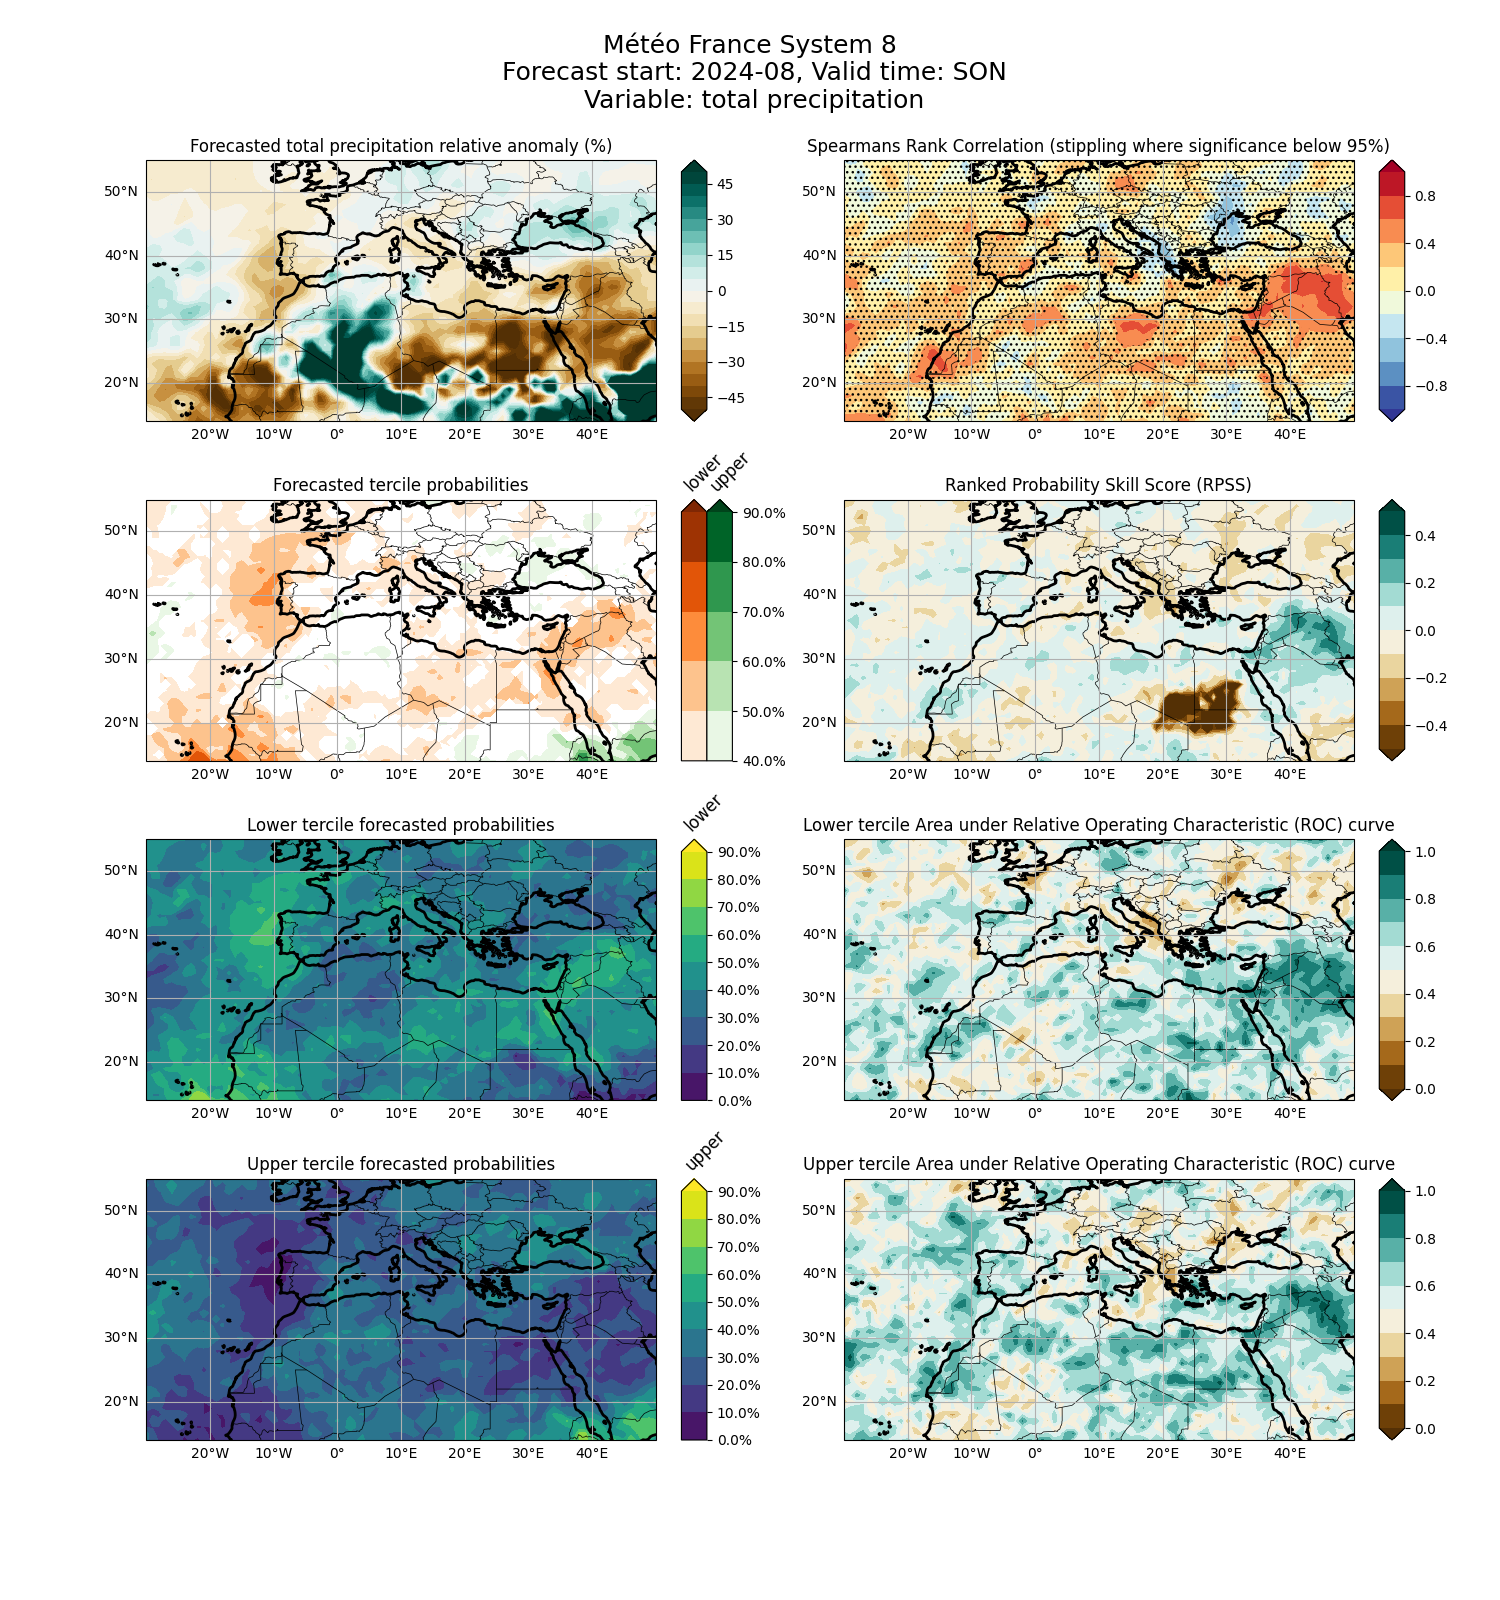 Météo France System 8
Forecast start: 2024-08, Valid time: SON
Variable: total precipitation
Forecasted total precipitation relative anomaly (%)
50°N
40°N
30°N
20°N
20°W 10°W 0° 10°E 20°E 30°E 40°E
45
30
15
0
−15
−30
−45
Spearmans Rank Correlation (stippling where significance below 95%)
50°N
40°N
30°N
20°N
20°W 10°W 0° 10°E 20°E 30°E 40°E
0.8
0.4
0.0
−0.4
−0.8
Forecasted tercile probabilities
50°N
40°N
30°N
20°N
20°W 10°W 0° 10°E 20°E 30°E 40°E
lower
upper
90.0%
80.0%
70.0%
60.0%
50.0%
40.0%
Ranked Probability Skill Score (RPSS)
50°N
40°N
30°N
20°N
20°W 10°W 0° 10°E 20°E 30°E 40°E
0.4
0.2
0.0
−0.2
−0.4
Lower tercile forecasted probabilities
50°N
40°N
30°N
20°N
20°W 10°W 0° 10°E 20°E 30°E 40°E
lower
90.0%
80.0%
70.0%
60.0%
50.0%
40.0%
30.0%
20.0%
10.0%
0.0%
Lower tercile Area under Relative Operating Characteristic (ROC) curve
50°N
40°N
30°N
20°N
20°W 10°W 0° 10°E 20°E 30°E 40°E
1.0
0.8
0.6
0.4
0.2
0.0
Upper tercile forecasted probabilities
50°N
40°N
30°N
20°N
20°W 10°W 0° 10°E 20°E 30°E 40°E
upper
90.0%
80.0%
70.0%
60.0%
50.0%
40.0%
30.0%
20.0%
10.0%
0.0%
Upper tercile Area under Relative Operating Characteristic (ROC) curve
50°N
40°N
30°N
20°N
20°W 10°W 0° 10°E 20°E 30°E 40°E
1.0
0.8
0.6
0.4
0.2
0.0